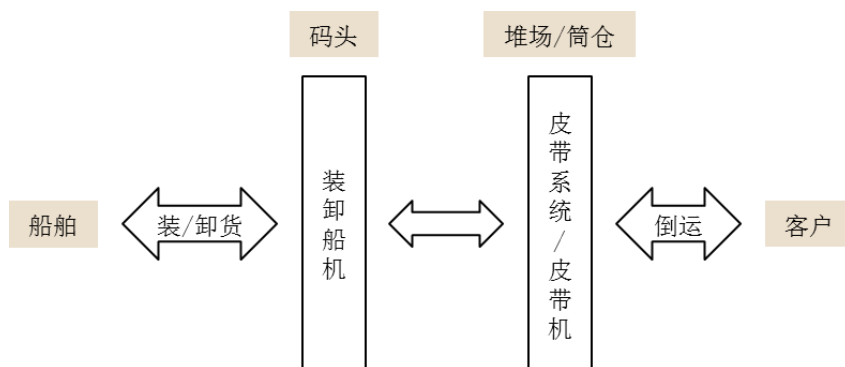 码头
堆场/筒仓
船舶
装/卸货
装卸船机
皮带系统/皮带机
倒运
客户